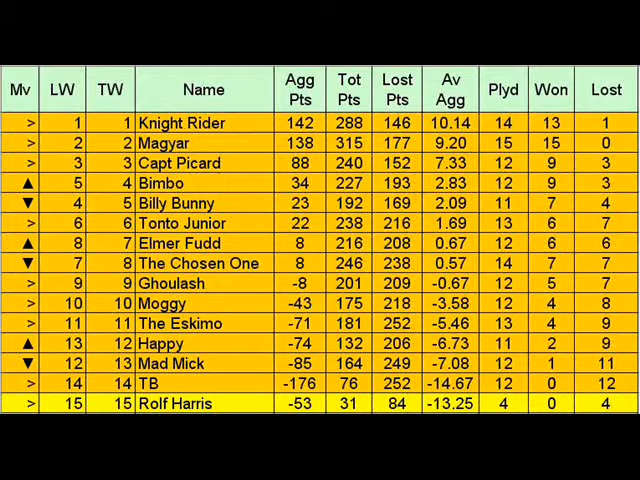 Mv LW TW Name Agg Pts Tot Pts Lost Pts Av Agg Plyd Won Lost
> 1 1 Knight Rider 142 288 146 10.14 14 13 1
> 2 2 Magyar 138 315 177 9.20 15 15 0
> 3 3 Capt Picard 88 240 152 7.33 12 9 3
▲ 5 4 Bimbo 34 227 193 2.83 12 9 3
▼ 4 5 Billy Bunny 23 192 169 2.09 11 7 4
> 6 6 Tonto Junior 22 238 216 1.69 13 6 7
▲ 8 7 Elmer Fudd 8 216 208 0.67 12 6 6
▼ 7 8 The Chosen One 8 246 238 0.57 14 7 7
> 9 9 Ghoulash -8 201 209 -0.67 12 5 7
> 10 10 Moggy -43 175 218 -3.58 12 4 8
> 11 11 The Eskimo -71 181 252 -5.46 13 4 9
▲ 13 12 Happy -74 132 206 -6.73 11 2 9
▼ 12 13 Mad Mick -85 164 249 -7.08 12 1 11
> 14 14 TB -176 76 252 -14.67 12 0 12
> 15 15 Rolf Harris -53 31 84 -13.25 4 0 4